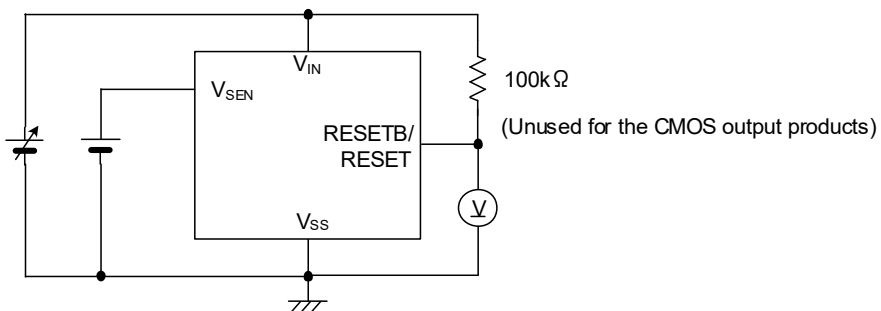 V_IN
V_SEN
100kΩ
(Unused for the CMOS output products)
RESETB/
RESET
V
V_SS